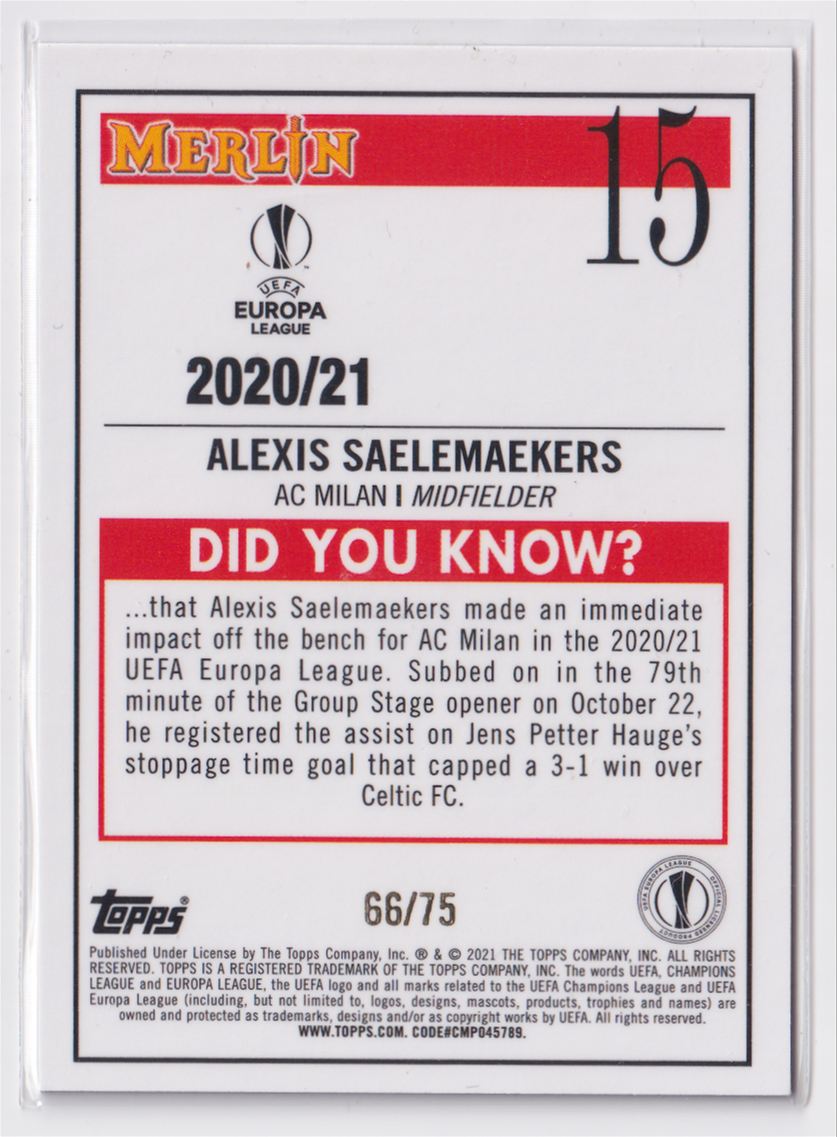 MERLIN
15
UEFA
EUROPA
LEAGUE
2020/21
ALEXIS SAELEMAEKERS
AC MILAN | MIDFIELDER
DID YOU KNOW?
...that Alexis Saelemaekers made an immediate
impact off the bench for AC Milan in the 2020/21
UEFA Europa League. Subbed on in the 79th
minute of the Group Stage opener on October 22,
he registered the assist on Jens Petter Hauge's
stoppage time goal that capped a 3-1 win over
Celtic FC.
topps®
66/75
UEFA EUROPA LEAGUE OFFICIAL LICENSED PRODUCT
Published Under License by The Topps Company, Inc. ® & © 2021 THE TOPPS COMPANY, INC. ALL RIGHTS
RESERVED. TOPPS IS A REGISTERED TRADEMARK OF THE TOPPS COMPANY, INC. The words UEFA, CHAMPIONS
LEAGUE and EUROPA LEAGUE, the UEFA logo and all marks related to the UEFA Champions League and UEFA
Europa League (including, but not limited to, logos, designs, mascots, products, trophies and names) are
owned and protected as trademarks, designs and/or as copyright works by UEFA. All rights reserved.
WWW.TOPPS.COM. CODE#CMP045789.